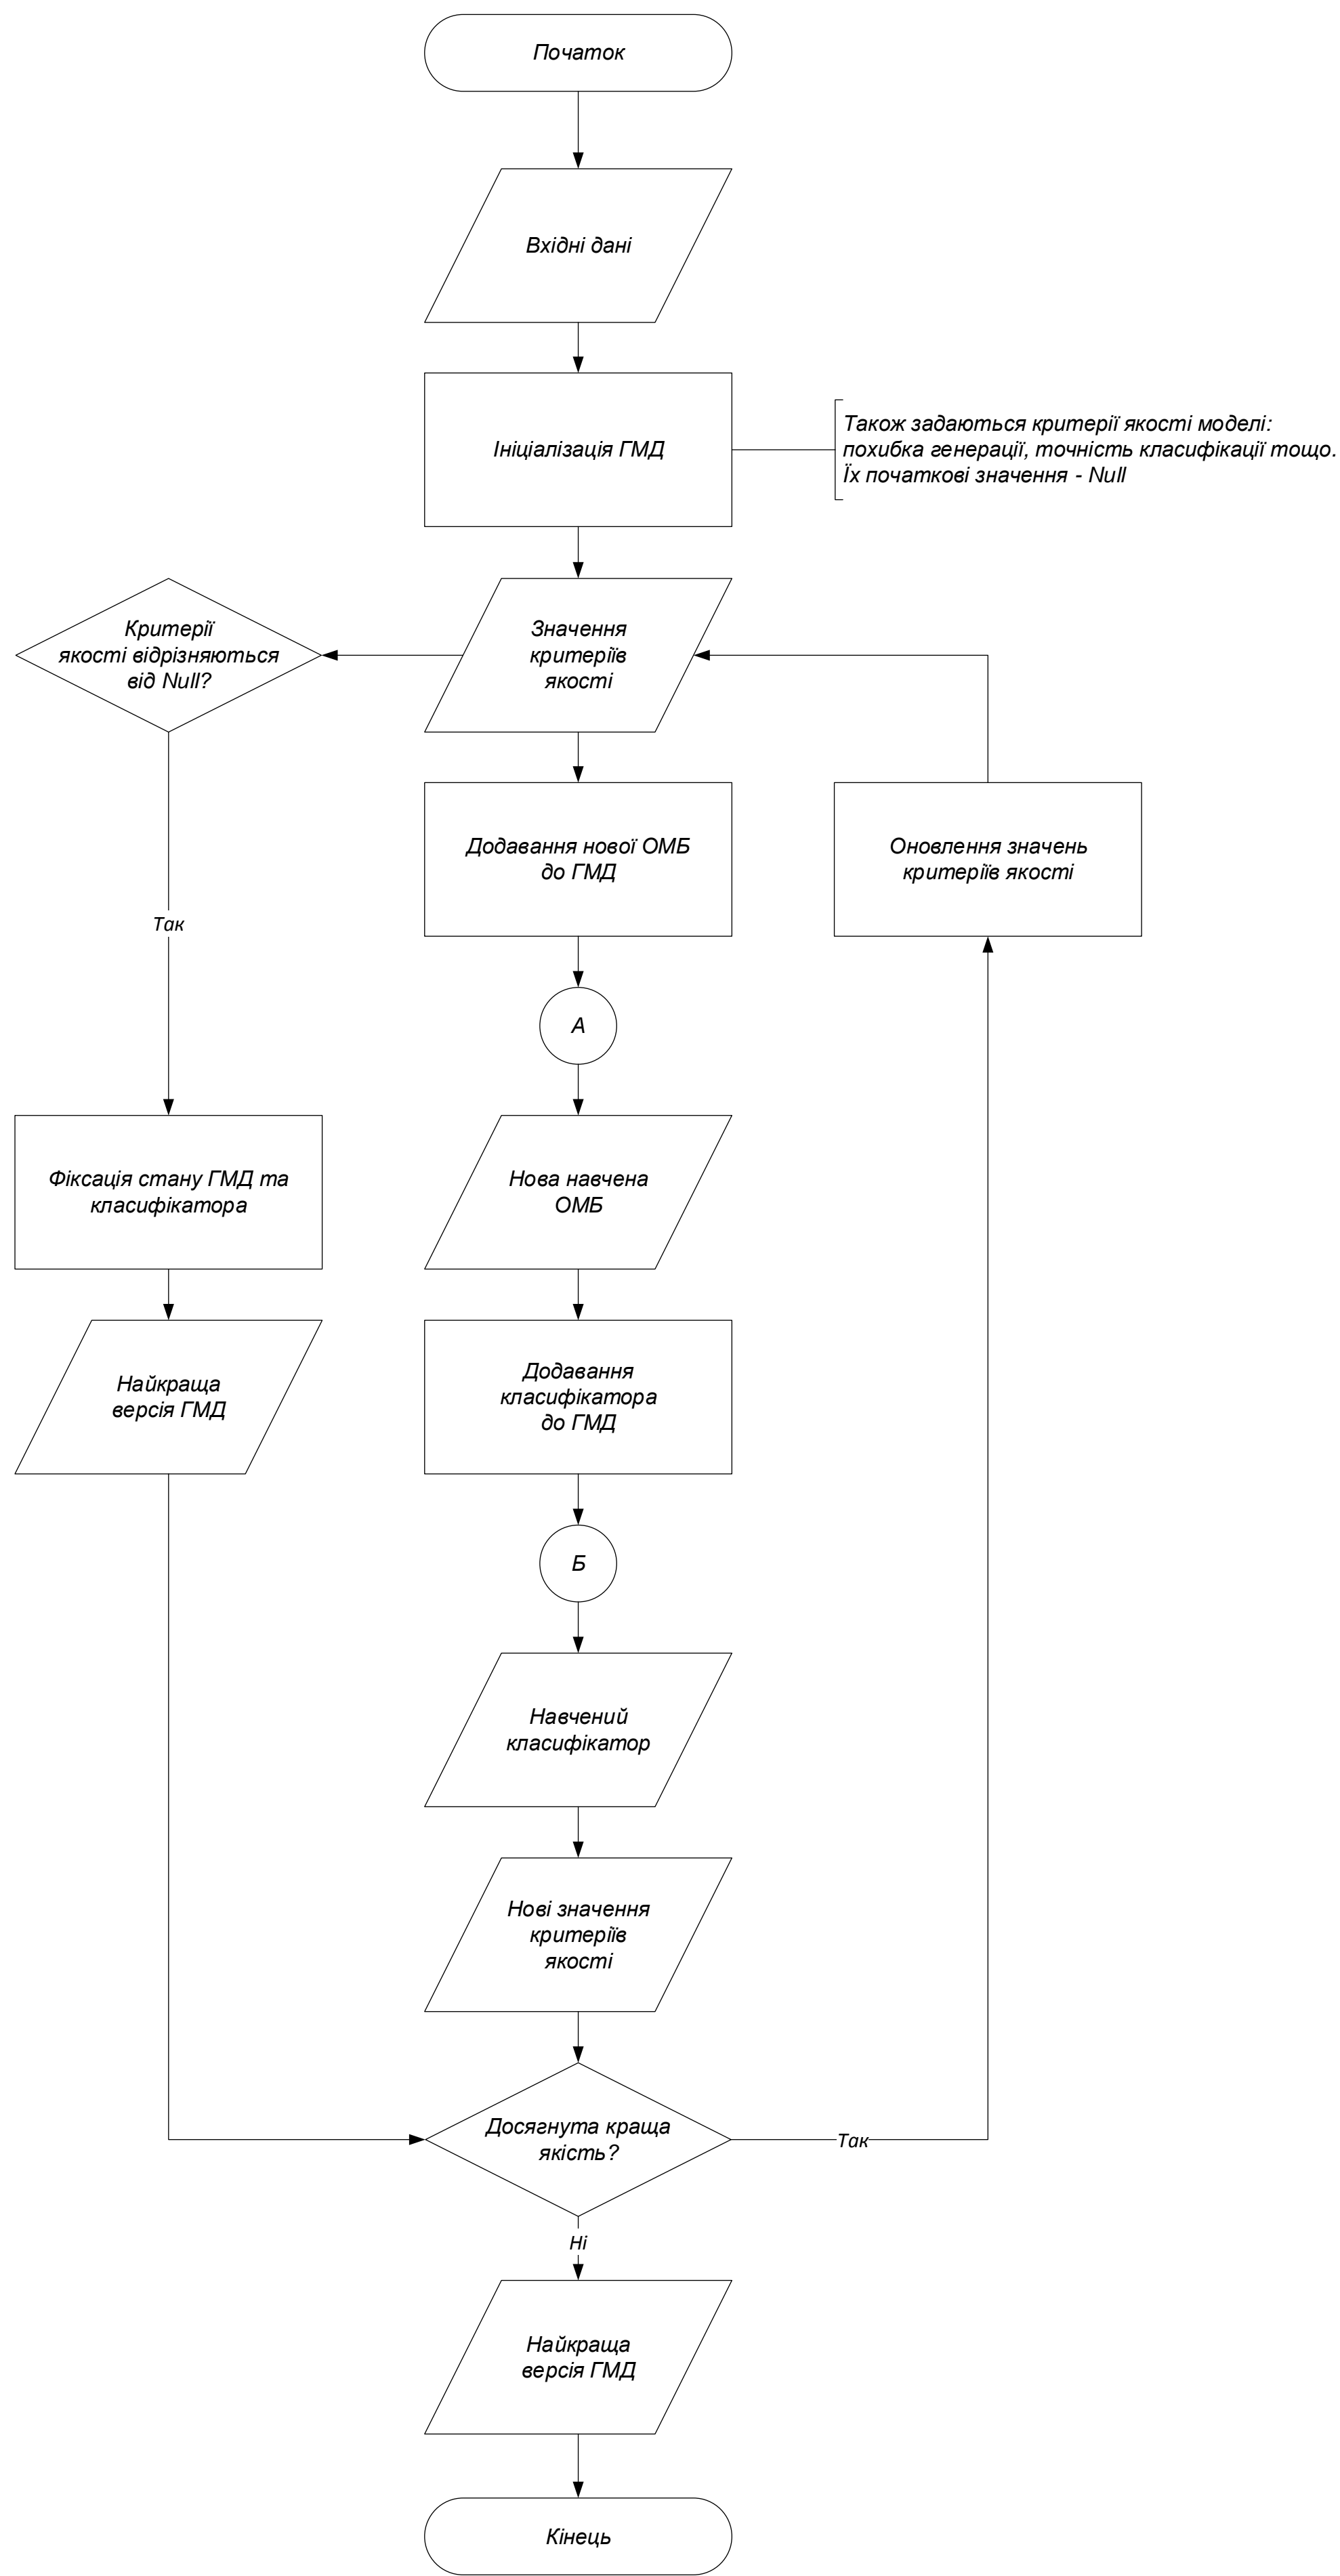 Початок
Вхідні дані
Ініціалізація ГМД
Також задаються критерії якості моделі:
похибка генерації, точність класифікації тощо.
Їх початкові значення - Null
Критерії
якості відрізняються
від Null?
Значення
критеріїв
якості
Додавання нової ОМБ
до ГМД
Оновлення значень
критеріїв якості
Так
А
Фіксація стану ГМД та
класифікатора
Нова навчена
ОМБ
Найкраща
версія ГМД
Додавання
класифікатора
до ГМД
Б
Навчений
класифікатор
Нові значення
критеріїв
якості
Досягнута краща
якість?
Так
Ні
Найкраща
версія ГМД
Кінець